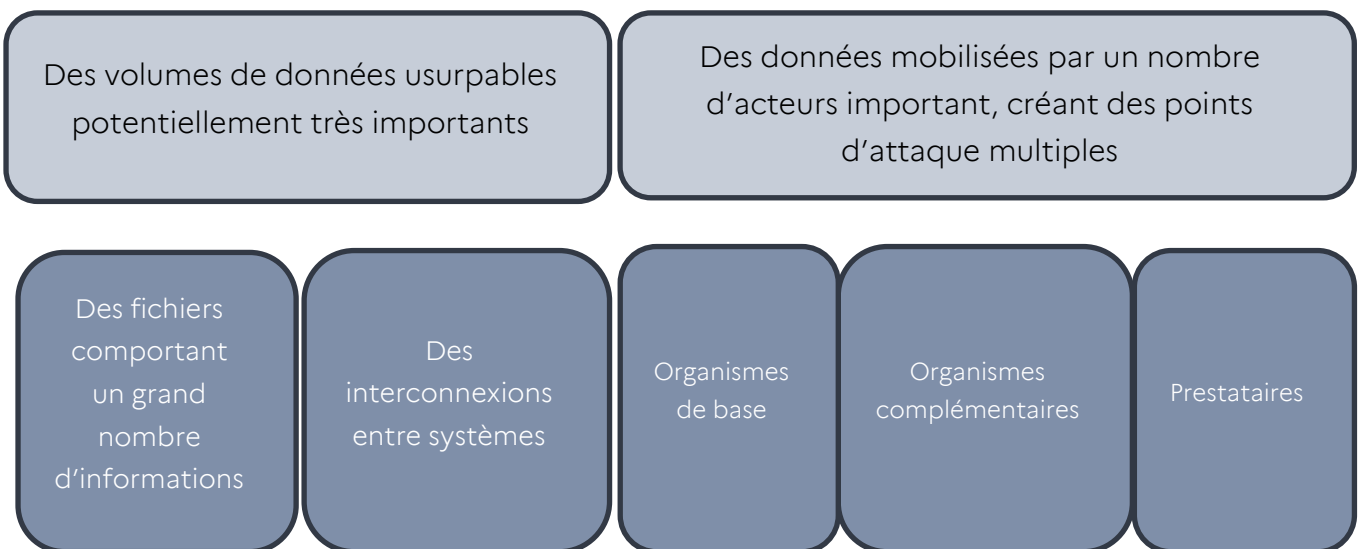 Des volumes de données usurpables
potentiellement très importants
Des données mobilisées par un nombre
d’acteurs important, créant des points
d’attaque multiples
Des fichiers
comportant
un grand
nombre
d’informations
Des
interconnexions
entre systèmes
Organismes
de base
Organismes
complémentaires
Prestataires